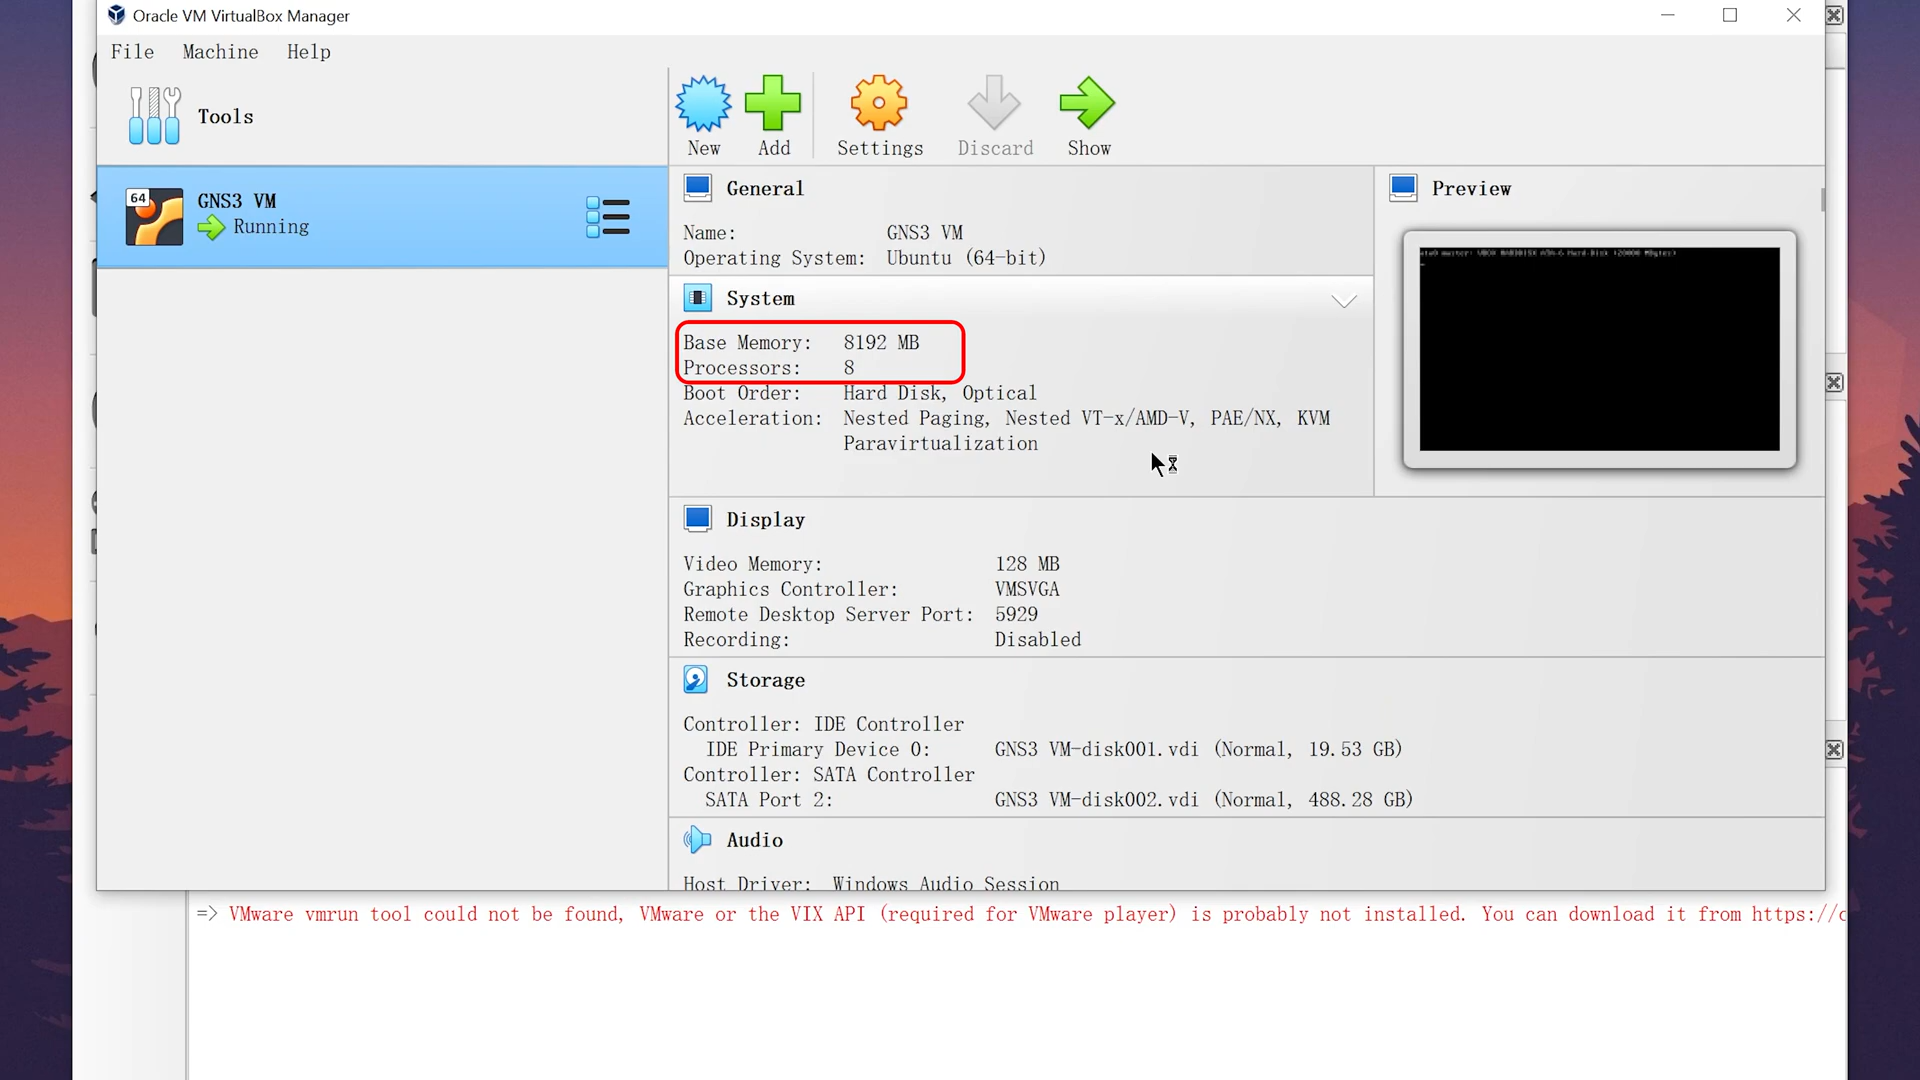 Oracle VM VirtualBox Manager
File Machine Help
Tools
New Add Settings Discard Show
64
GNS3 VM
Running
General
Name: GNS3 VM
Operating System: Ubuntu (64-bit)
Preview
System
Base Memory: 8192 MB
Processors: 8
Boot Order: Hard Disk, Optical
Acceleration: Nested Paging, Nested VT-x/AMD-V, PAE/NX, KVM
Paravirtualization
Display
Video Memory: 128 MB
Graphics Controller: VMSVGA
Remote Desktop Server Port: 5929
Recording: Disabled
Storage
Controller: IDE Controller
IDE Primary Device 0: GNS3 VM-disk001.vdi (Normal, 19.53 GB)
Controller: SATA Controller
SATA Port 2: GNS3 VM-disk002.vdi (Normal, 488.28 GB)
Audio
Host Driver: Windows Audio Session
=> VMware vmrun tool could not be found, VMware or the VIX API (required for VMware player) is probably not installed. You can download it from https://